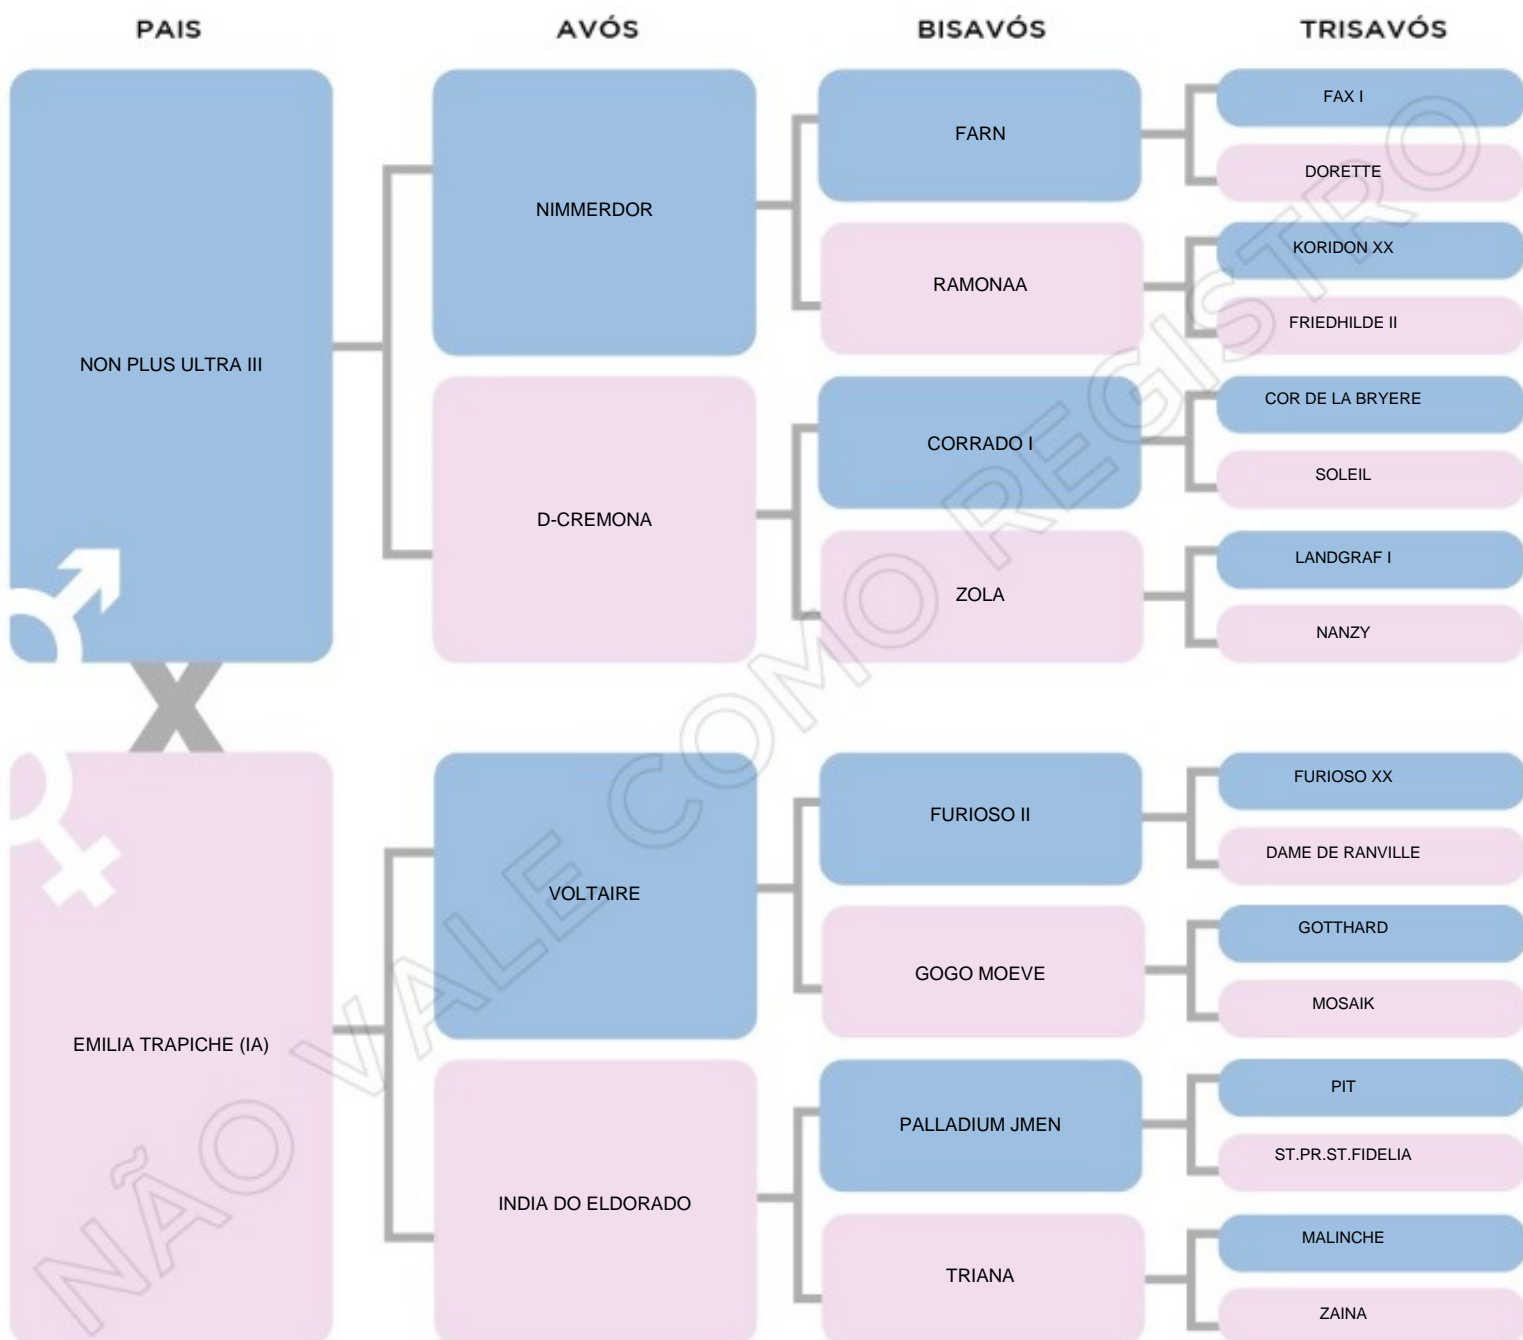 PAIS
AVÓS
BISAVÓS
TRISAVÓS
NON PLUS ULTRA III
NIMMERDOR
FARN
FAX I
DORETTE
RAMONAA
KORIDON XX
FRIEDHILDE II
D-CREMONA
CORRADO I
COR DE LA BRYERE
SOLEIL
ZOLA
LANDGRAF I
NANZY
X
EMILIA TRAPICHE (IA)
VOLTAIRE
FURIOSO II
FURIOSO XX
DAME DE RANVILLE
GOGO MOEVE
GOTTHARD
MOSAIK
INDIA DO ELDORADO
PALLADIUM JMEN
PIT
ST.PR.ST.FIDELIA
TRIANA
MALINCHE
ZAINA
NÃO VALE COMO REGISTRO